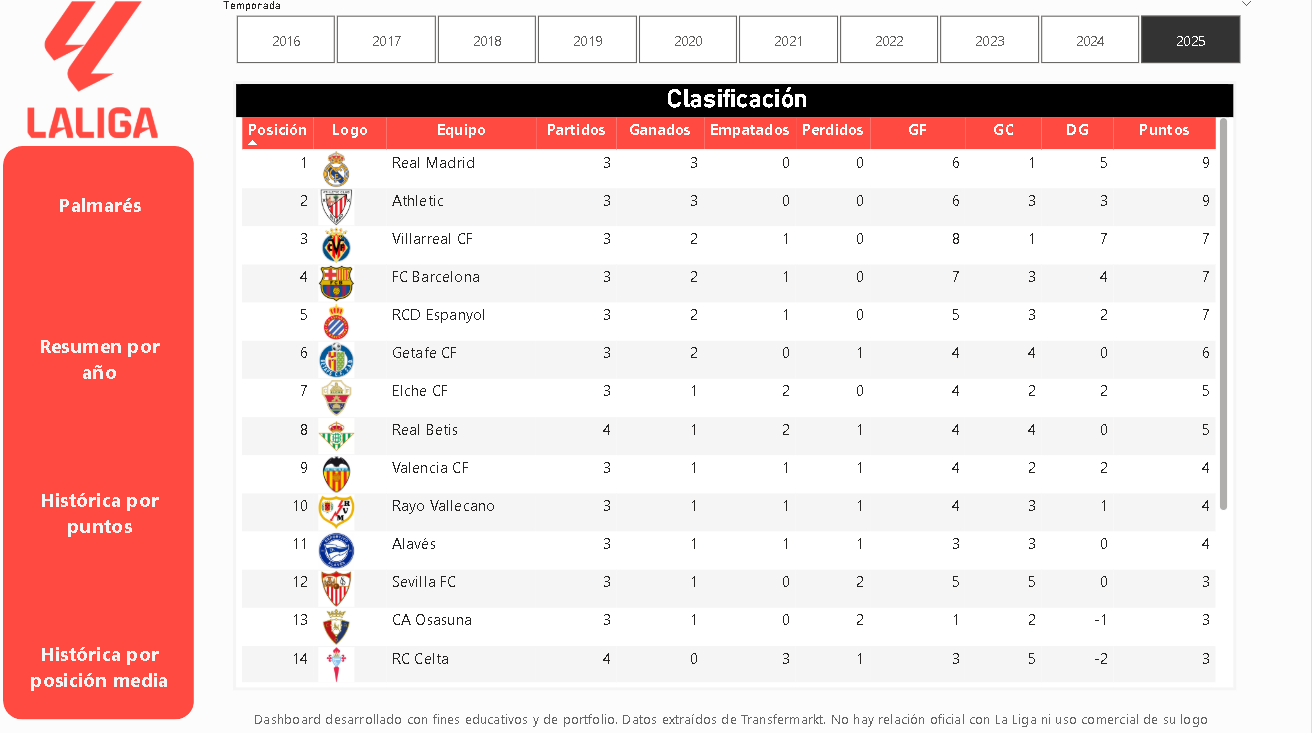 Temporada
2016 2017 2018 2019 2020 2021 2022 2023 2024 2025
LALIGA
Palmarés
Resumen por
año
Histórica por
puntos
Histórica por
posición media
Clasificación
Posición Logo Equipo Partidos Ganados Empatados Perdidos GF GC DG Puntos
1 Real Madrid 3 3 0 0 6 1 5 9
2 Athletic 3 3 0 0 6 3 3 9
3 Villarreal CF 3 2 1 0 8 1 7 7
4 FC Barcelona 3 2 1 0 7 3 4 7
5 RCD Espanyol 3 2 1 0 5 3 2 7
6 Getafe CF 3 2 0 1 4 4 0 6
7 Elche CF 3 1 2 0 4 2 2 5
8 Real Betis 4 1 2 1 4 4 0 5
9 Valencia CF 3 1 1 1 4 2 2 4
10 Rayo Vallecano 3 1 1 1 4 3 1 4
11 Alavés 3 1 1 1 3 3 0 4
12 Sevilla FC 3 1 0 2 5 5 0 3
13 CA Osasuna 3 1 0 2 1 2 -1 3
14 RC Celta 4 0 3 1 3 5 -2 3
Dashboard desarrollado con fines educativos y de portfolio. Datos extraídos de Transfermarkt. No hay relación oficial con La Liga ni uso comercial de su logo